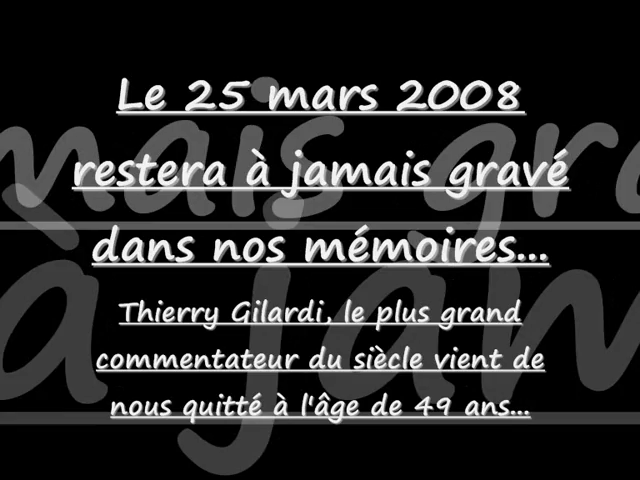 Le 25 mars 2008
restera à jamais gravé
dans nos mémoires...
Thierry Gilardi, le plus grand
commentateur du siècle vient de
nous quitté à l'âge de 49 ans...